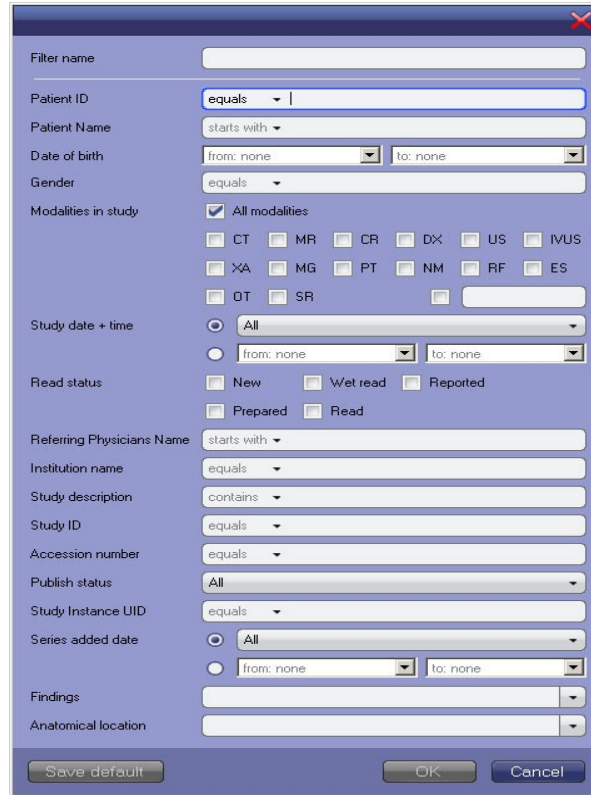 Filter name
Patient ID equals
Patient Name starts with
Date of birth from: none to: none
Gender equals
Modalities in study All modalities
CT MR CR DX US IVUS
XA MG PT NM RF ES
OT SR
Study date + time All
from: none to: none
Read status New Wet read Reported
Prepared Read
Referring Physicians Name starts with
Institution name equals
Study description contains
Study ID equals
Accession number equals
Publish status All
Study Instance UID equals
Series added date All
from: none to: none
Findings
Anatomical location
Save default OK Cancel